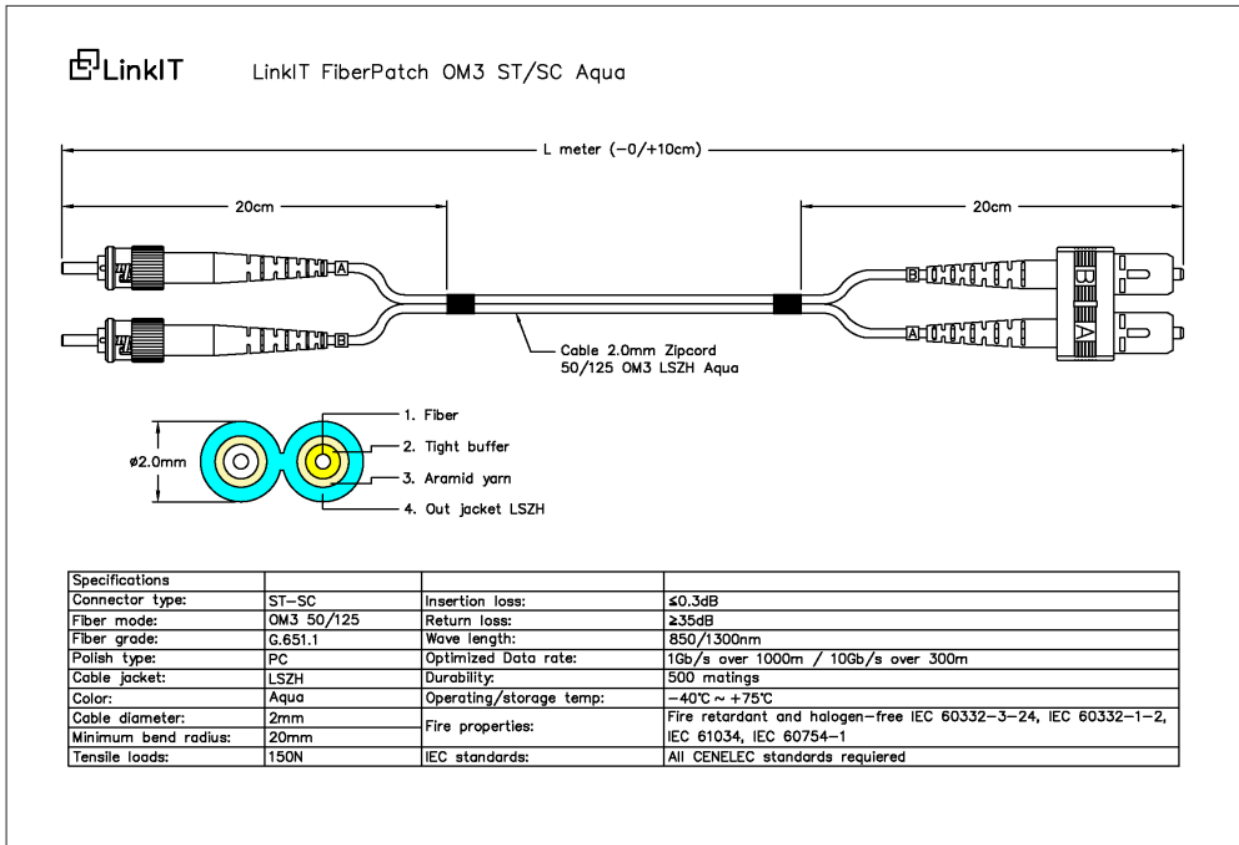 LinkIT
LinkIT FiberPatch OM3 ST/SC Aqua
L meter (-0/+10cm)
20cm
20cm
A
B
B
A
B
A
Cable 2.0mm Zipcord
50/125 OM3 LSZH Aqua
ø2.0mm
1. Fiber
2. Tight buffer
3. Aramid yarn
4. Out jacket LSZH
Specifications
Connector type: ST-SC Insertion loss: ≤0.3dB
Fiber mode: OM3 50/125 Return loss: ≥35dB
Fiber grade: G.651.1 Wave length: 850/1300nm
Polish type: PC Optimized Data rate: 1Gb/s over 1000m / 10Gb/s over 300m
Cable jacket: LSZH Durability: 500 matings
Color: Aqua Operating/storage temp: -40℃ ~ +75℃
Cable diameter: 2mm Fire properties: Fire retardant and halogen-free IEC 60332-3-24, IEC 60332-1-2,
Minimum bend radius: 20mm IEC 61034, IEC 60754-1
Tensile loads: 150N IEC standards: All CENELEC standards requiered